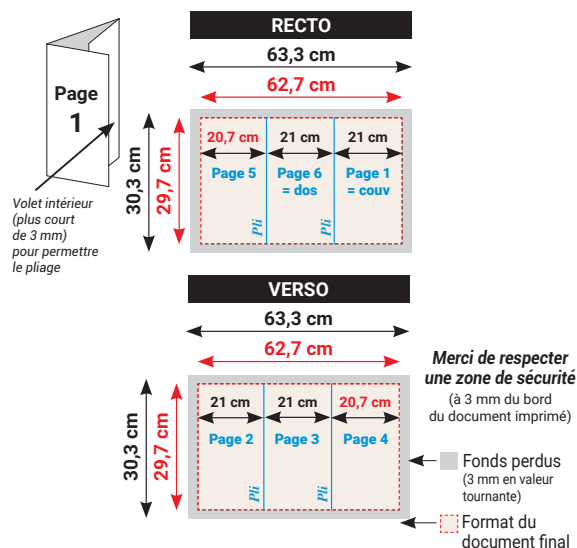 RECTO
63,3 cm
62,7 cm
Page
1
Volet intérieur
(plus court
de 3 mm)
pour permettre
le pliage
30,3 cm
29,7 cm
20,7 cm
21 cm
21 cm
Page 5
Page 6
= dos
Page 1
= couv
Pli
Pli
VERSO
63,3 cm
62,7 cm
30,3 cm
29,7 cm
21 cm
21 cm
20,7 cm
Page 2
Page 3
Page 4
Pli
Pli
Merci de respecter
une zone de sécurité
(à 3 mm du bord
du document imprimé)
Fonds perdus
(3 mm en valeur
tournante)
Format du
document final